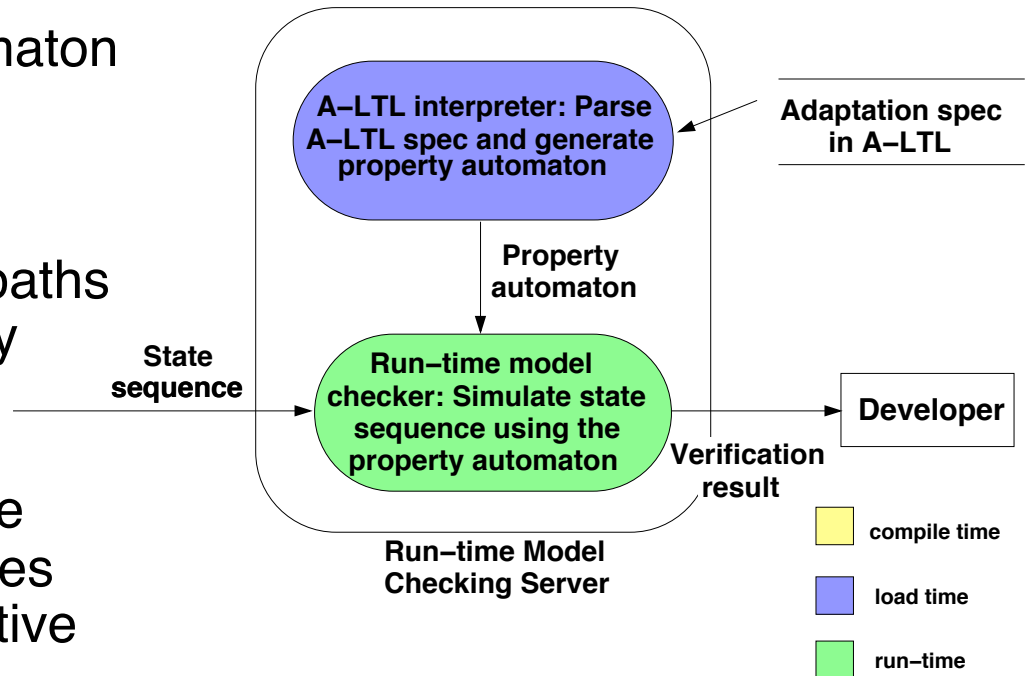 naton
paths
y
e
es
tive
A–LTL interpreter: Parse
A–LTL spec and generate
property automaton
Adaptation spec
in A–LTL
Property
automaton
State
sequence
Run–time model
checker: Simulate state
sequence using the
property automaton
Developer
Verification
result
Run–time Model
Checking Server
compile time
load time
run–time